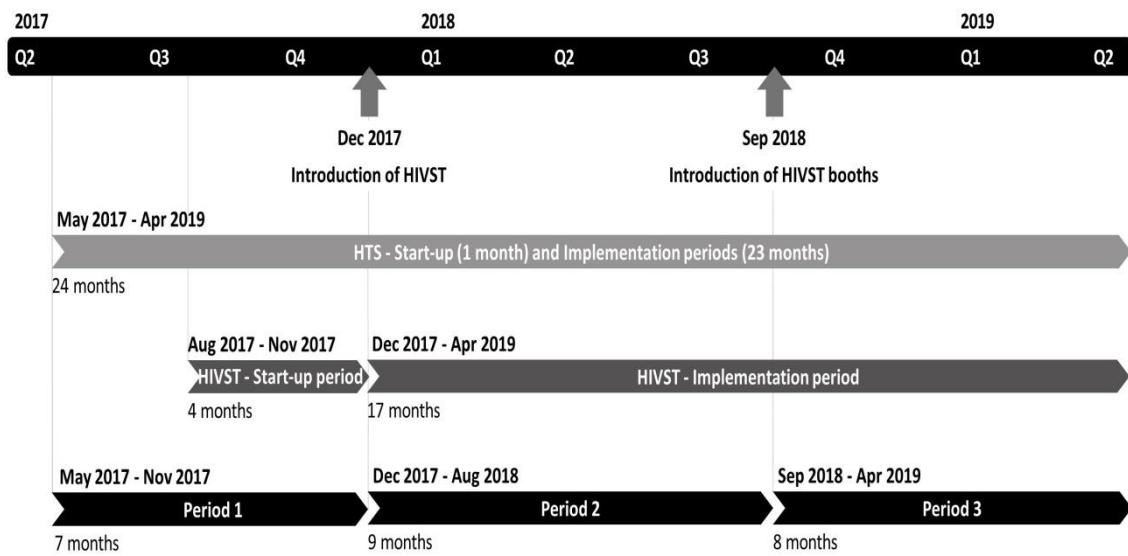 2017 2018 2019
Q2 Q3 Q4 Q1 Q2 Q3 Q4 Q1 Q2
Dec 2017 Sep 2018
Introduction of HIVST Introduction of HIVST booths
May 2017 - Apr 2019
HTS - Start-up (1 month) and Implementation periods (23 months)
24 months
Aug 2017 - Nov 2017 Dec 2017 - Apr 2019
HIVST - Start-up period HIVST - Implementation period
4 months 17 months
May 2017 - Nov 2017 Dec 2017 - Aug 2018 Sep 2018 - Apr 2019
Period 1 Period 2 Period 3
7 months 9 months 8 months